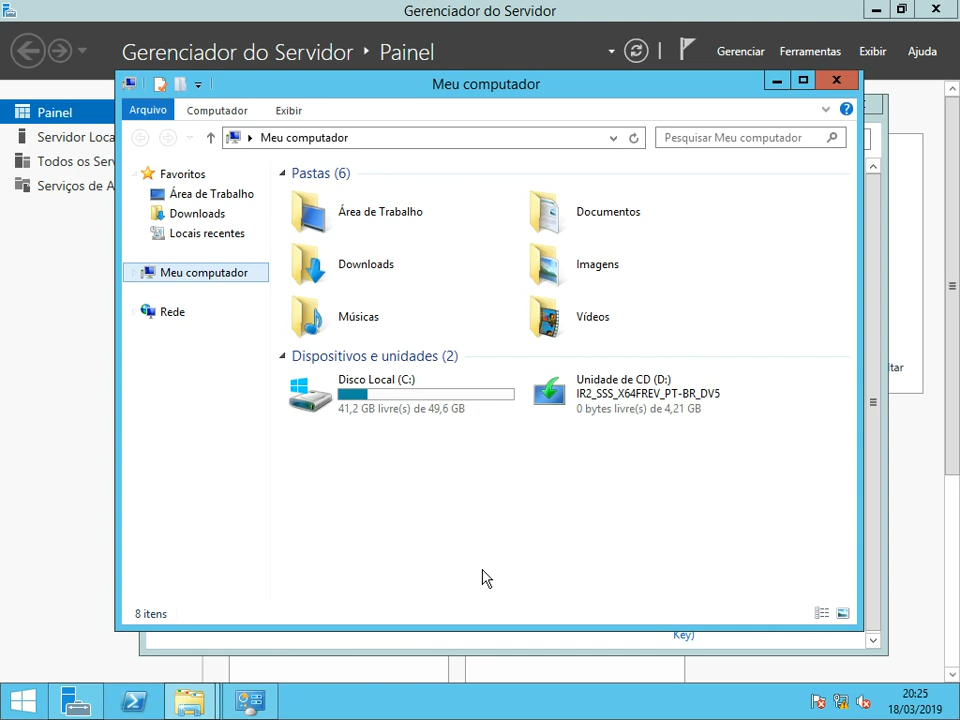 Gerenciador do Servidor
Gerenciador do Servidor
Painel
Gerenciar
Ferramentas
Exibir
Ajuda
Painel
Servidor Loca
Todos os Ser
Serviços de A
Meu computador
Arquivo
Computador
Exibir
Meu computador
Pesquisar Meu computador
Favoritos
Área de Trabalho
Downloads
Locais recentes
Meu computador
Rede
Pastas (6)
Área de Trabalho
Documentos
Downloads
Imagens
Músicas
Vídeos
Dispositivos e unidades (2)
Disco Local (C:)
41,2 GB livre(s) de 49,6 GB
Unidade de CD (D:)
IR2_SSS_X64FREV_PT-BR_DV5
0 bytes livre(s) de 4,21 GB
8 itens
tar
Key)
20:25
18/03/2019